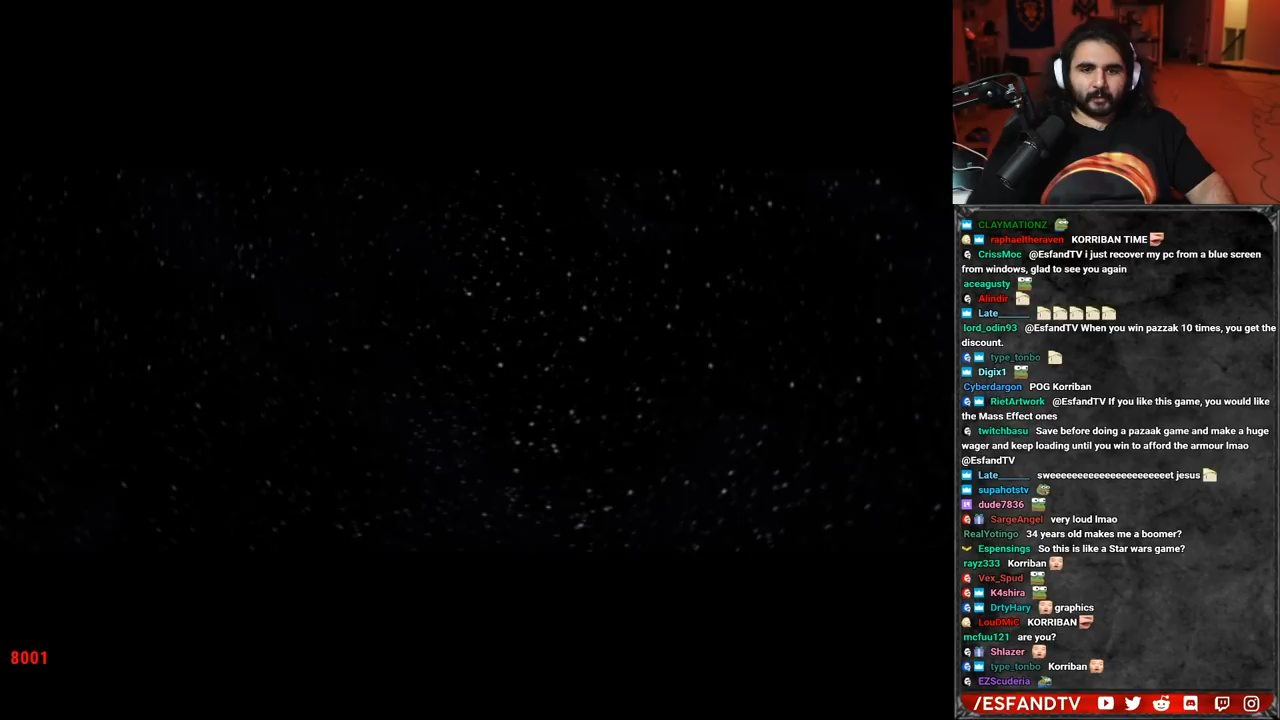 CLAYMATIONZ
raphaeltheraven KORRIBAN TIME
CrissMoc @EsfandTV i just recover my pc from a blue screen
from windows, glad to see you again
aceagusty
Alindir
Late______
lord_odin93 @EsfandTV When you win pazzak 10 times, you get the
discount.
type_tonbo
Digix1
Cyberdargon POG Korriban
RietArtwork @EsfandTV If you like this game, you would like
the Mass Effect ones
twitchbasu Save before doing a pazaak game and make a huge
wager and keep loading until you win to afford the armour lmao
@EsfandTV
Late______ sweeeeeeeeeeeeeeeeeeeeet jesus
supahotstv
dude7836
SargeAngel very loud lmao
RealYotingo 34 years old makes me a boomer?
Espensings So this is like a Star wars game?
rayz333 Korriban
Vex_Spud
K4shira
DrtyHary graphics
LouDMiC KORRIBAN
mcfuu121 are you?
Shlazer
type_tonbo Korriban
EZScuderia
8001
/ESFANDTV